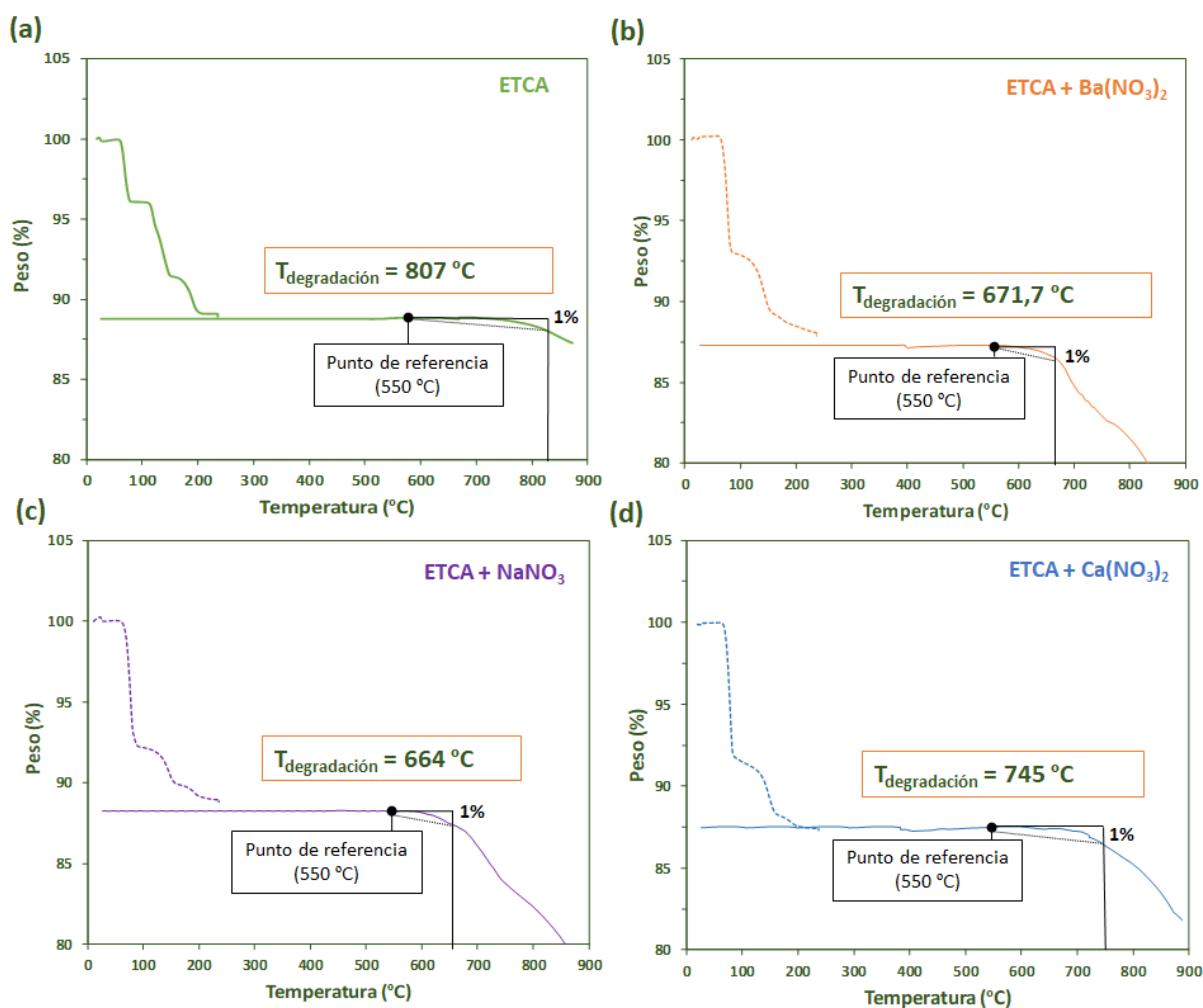 (a)
ETCA
105
100
95
90
85
80
Peso (%)
T degradación = 807 ºC
1%
Punto de referencia
(550 ºC)
0 100 200 300 400 500 600 700 800 900
Temperatura (ºC)
(b)
ETCA + Ba(NO3)2
105
100
95
90
85
80
Peso (%)
T degradación = 671,7 ºC
1%
Punto de referencia
(550 ºC)
0 100 200 300 400 500 600 700 800 900
Temperatura (ºC)
(c)
ETCA + NaNO3
105
100
95
90
85
80
Peso (%)
T degradación = 664 ºC
1%
Punto de referencia
(550 ºC)
0 100 200 300 400 500 600 700 800 900
Temperatura (ºC)
(d)
ETCA + Ca(NO3)2
105
100
95
90
85
80
Peso (%)
T degradación = 745 ºC
1%
Punto de referencia
(550 ºC)
0 100 200 300 400 500 600 700 800 900
Temperatura (ºC)